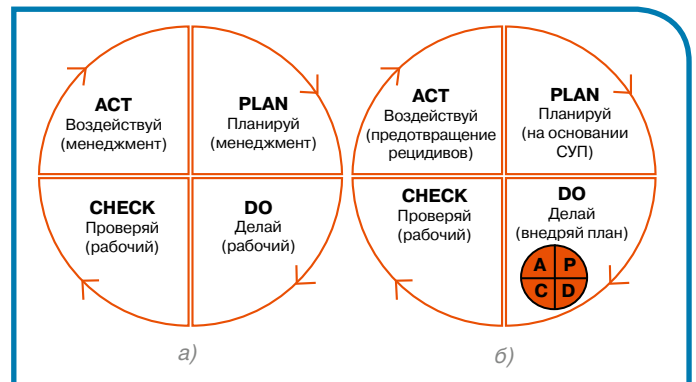 ACT
Воздействуй
(менеджмент)
PLAN
Планируй
(менеджмент)
CHECK
Проверяй
(рабочий)
DO
Делай
(рабочий)
а)
ACT
Воздействуй
(предотвращение
рецидивов)
PLAN
Планируй
(на основании
СУП)
CHECK
Проверяй
(рабочий)
DO
Делай
(внедряй план)
A P
C D
б)